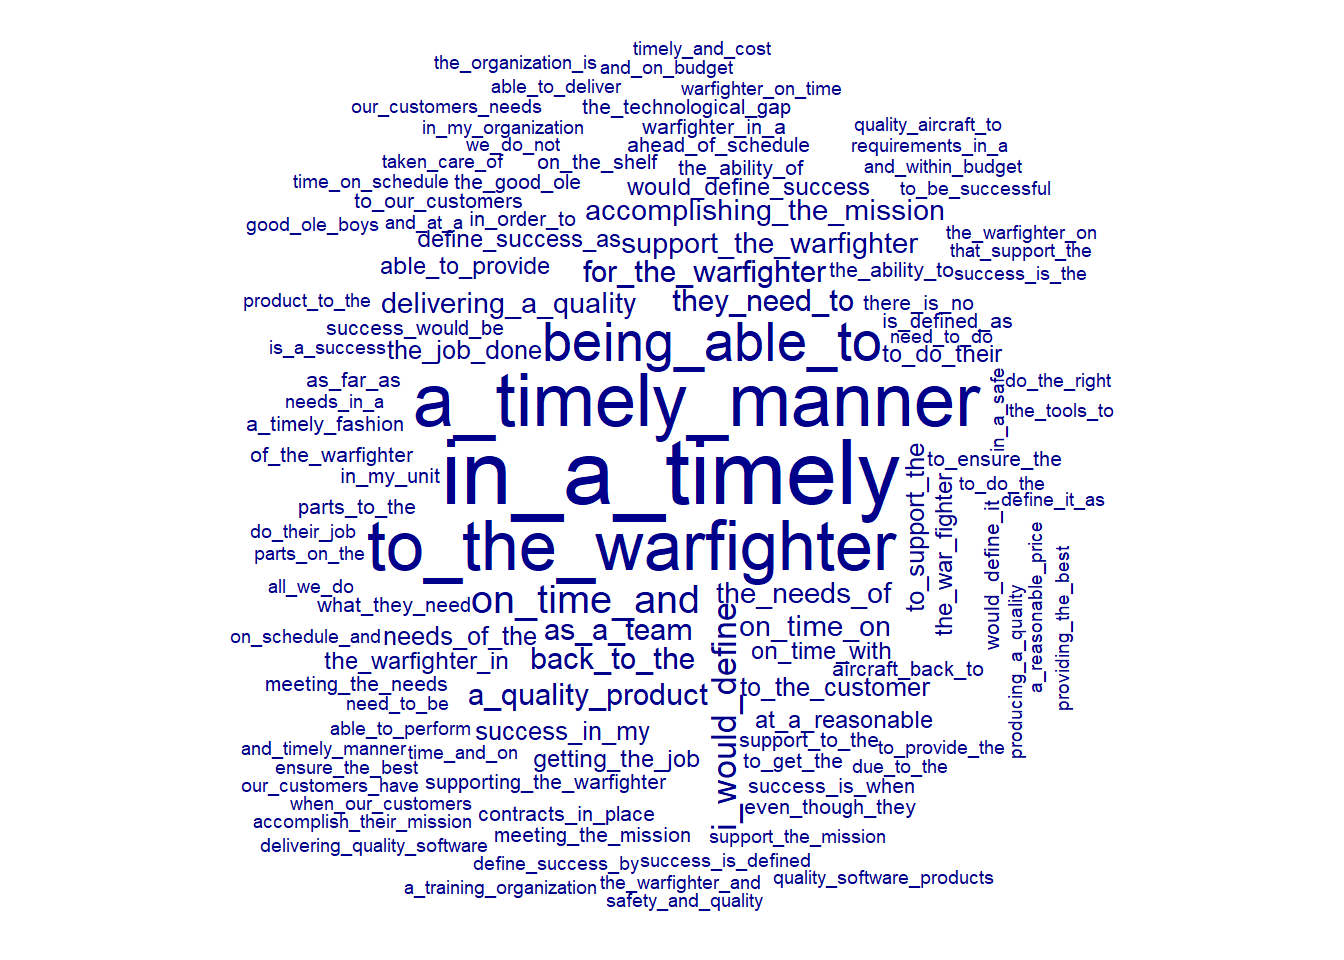 timely_and_cost
the_organization_is
and_on_budget
able_to_deliver
warfighter_on_time
our_customers_needs
the_technological_gap
in_my_organization
warfighter_in_a
quality_aircraft_to
we_do_not
ahead_of_schedule
requirements_in_a
taken_care_of
on_the_shelf
the_ability_of
and_within_budget
time_on_schedule
the_good_ole
would_define_success
to_be_successful
to_our_customers
accomplishing_the_mission
good_ole_boys
and_at_a
in_order_to
the_warfighter_on
define_success_as
support_the_warfighter
that_support_the
able_to_provide
for_the_warfighter
the_ability_to
success_is_the
product_to_the
delivering_a_quality
they_need_to
there_is_no
success_would_be
being_able_to
is_defined_as
need_to_do
is_a_success
the_job_done
to_do_their
as_far_as
a_timely_manner
in_a_safe
do_the_right
needs_in_a
the_tools_to
a_timely_fashion
of_the_warfighter
in_a_timely
to_support_the
to_ensure_the
in_my_unit
the_war_fighter
to_do_the
would_define_it
define_it_as
parts_to_the
do_their_job
to_the_warfighter
parts_on_the
a_reasonable_price
providing_the_best
producing_a_quality
all_we_do
what_they_need
on_time_and
the_needs_of
i_would_define
on_schedule_and
needs_of_the
as_a_team
on_time_on
the_warfighter_in
back_to_the
on_time_with
aircraft_back_to
meeting_the_needs
need_to_be
a_quality_product
to_the_customer
able_to_perform
success_in_my
at_a_reasonable
and_timely_manner
time_and_on
getting_the_job
support_to_the
to_provide_the
ensure_the_best
to_get_the
due_to_the
our_customers_have
supporting_the_warfighter
success_is_when
when_our_customers
contracts_in_place
even_though_they
accomplish_their_mission
meeting_the_mission
support_the_mission
delivering_quality_software
define_success_by
success_is_defined
a_training_organization
the_warfighter_and
quality_software_products
safety_and_quality